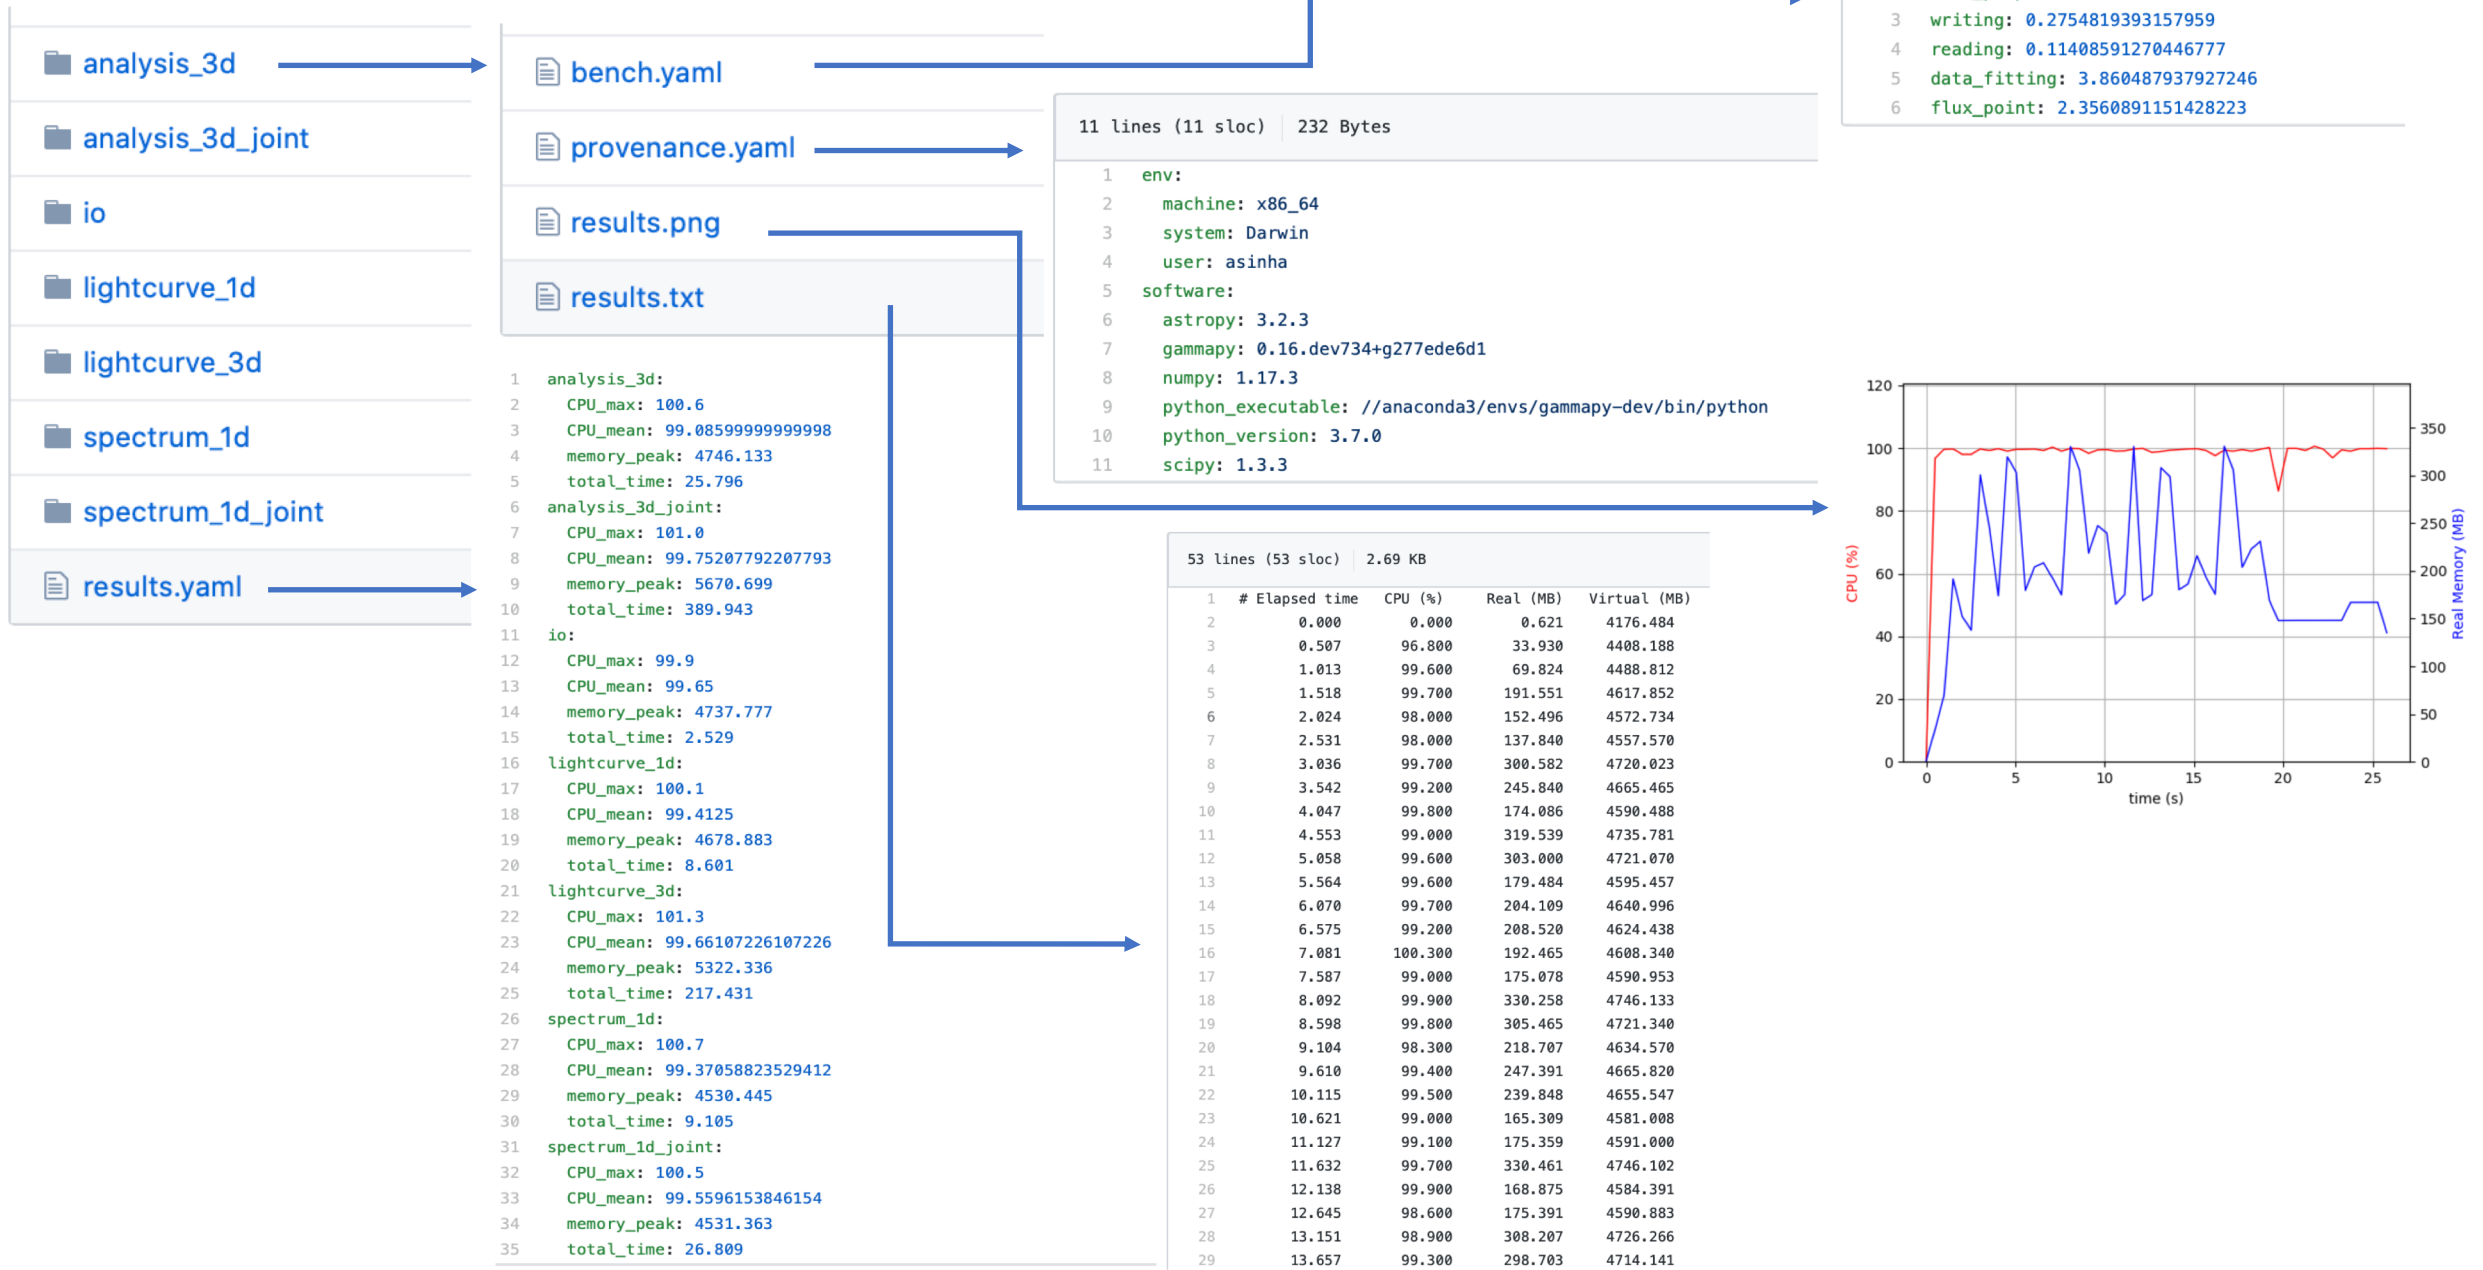 analysis_3d
analysis_3d_joint
io
lightcurve_1d
lightcurve_3d
spectrum_1d
spectrum_1d_joint
results.yaml
bench.yaml
provenance.yaml
results.png
results.txt
3 writing: 0.2754819393157959
4 reading: 0.11408591270446777
5 data_fitting: 3.860487937927246
6 flux_point: 2.3560891151428223
11 lines (11 sloc) 232 Bytes
1 env:
2 machine: x86_64
3 system: Darwin
4 user: asinha
5 software:
6 astropy: 3.2.3
7 gammapy: 0.16.dev734+g277ede6d1
8 numpy: 1.17.3
9 python_executable: //anaconda3/envs/gammapy-dev/bin/python
10 python_version: 3.7.0
11 scipy: 1.3.3
1 analysis_3d:
2 CPU_max: 100.6
3 CPU_mean: 99.08599999999998
4 memory_peak: 4746.133
5 total_time: 25.796
6 analysis_3d_joint:
7 CPU_max: 101.0
8 CPU_mean: 99.75207792207793
9 memory_peak: 5670.699
10 total_time: 389.943
11 io:
12 CPU_max: 99.9
13 CPU_mean: 99.65
14 memory_peak: 4737.777
15 total_time: 2.529
16 lightcurve_1d:
17 CPU_max: 100.1
18 CPU_mean: 99.4125
19 memory_peak: 4678.883
20 total_time: 8.601
21 lightcurve_3d:
22 CPU_max: 101.3
23 CPU_mean: 99.66107226107226
24 memory_peak: 5322.336
25 total_time: 217.431
26 spectrum_1d:
27 CPU_max: 100.7
28 CPU_mean: 99.37058823529412
29 memory_peak: 4530.445
30 total_time: 9.105
31 spectrum_1d_joint:
32 CPU_max: 100.5
33 CPU_mean: 99.5596153846154
34 memory_peak: 4531.363
35 total_time: 26.809
53 lines (53 sloc) 2.69 KB
1 # Elapsed time CPU (%) Real (MB) Virtual (MB)
2 0.000 0.000 0.621 4176.484
3 0.507 96.800 33.930 4408.188
4 1.013 99.600 69.824 4488.812
5 1.518 99.700 191.551 4617.852
6 2.024 98.000 152.496 4572.734
7 2.531 98.000 137.840 4557.570
8 3.036 99.700 300.582 4720.023
9 3.542 99.200 245.840 4665.465
10 4.047 99.800 174.086 4590.488
11 4.553 99.000 319.539 4735.781
12 5.058 99.600 303.000 4721.070
13 5.564 99.600 179.484 4595.457
14 6.070 99.700 204.109 4640.996
15 6.575 99.200 208.520 4624.438
16 7.081 100.300 192.465 4608.340
17 7.587 99.000 175.078 4590.953
18 8.092 99.900 330.258 4746.133
19 8.598 99.800 305.465 4721.340
20 9.104 98.300 218.707 4634.570
21 9.610 99.400 247.391 4665.820
22 10.115 99.500 239.848 4655.547
23 10.621 99.000 165.309 4581.008
24 11.127 99.100 175.359 4591.000
25 11.632 99.700 330.461 4746.102
26 12.138 99.900 168.875 4584.391
27 12.645 98.600 175.391 4590.883
28 13.151 98.900 308.207 4726.266
29 13.657 99.300 298.703 4714.141
120
100
80
60
40
20
0
CPU (%)
350
300
250
200
150
100
50
0
Real Memory (MB)
0 5 10 15 20 25
time (s)